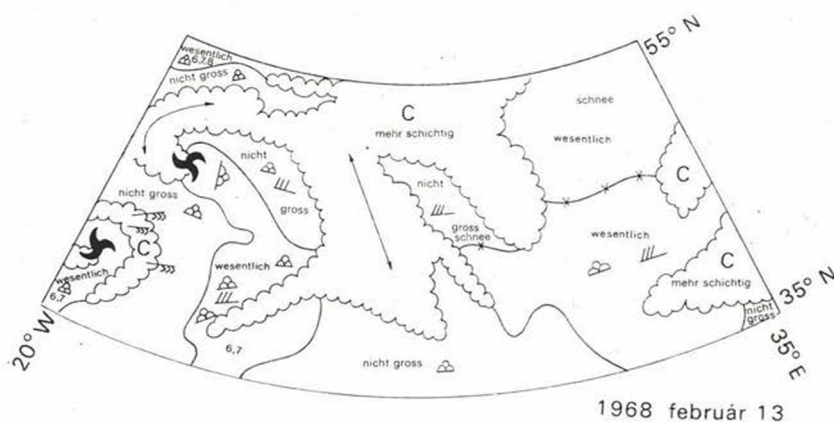 55° N
wesentlich
6,7,8
nicht gross
C
mehr schichtig
schnee
wesentlich
nicht
gross
nicht
gross
schnee
C
nicht gross
C
wesentlich
6,7
wesentlich
wesentlich
C
mehr schichtig
nicht
gross
35° N
35° E
20° W
6,7
nicht gross
1968 február 13